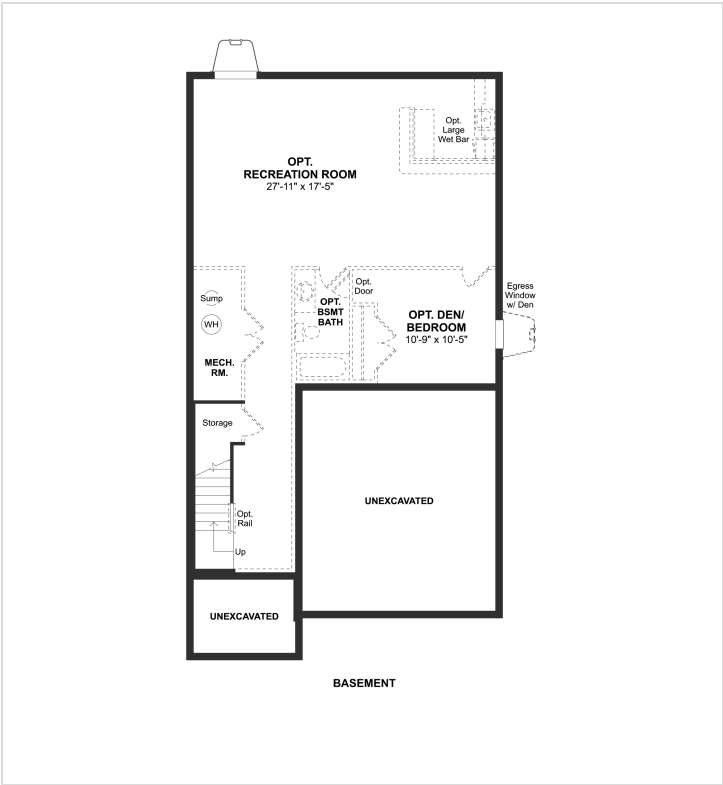 Opt.
Large
Wet Bar
OPT.
RECREATION ROOM
27'-11" x 17'-5"
Sump
WH
MECH.
RM.
OPT.
BSMT
BATH
Opt.
Door
OPT. DEN/
BEDROOM
10'-9" x 10'-5"
Egress
Window
w/ Den
Storage
Opt.
Rail
Up
UNEXCAVATED
UNEXCAVATED
BASEMENT